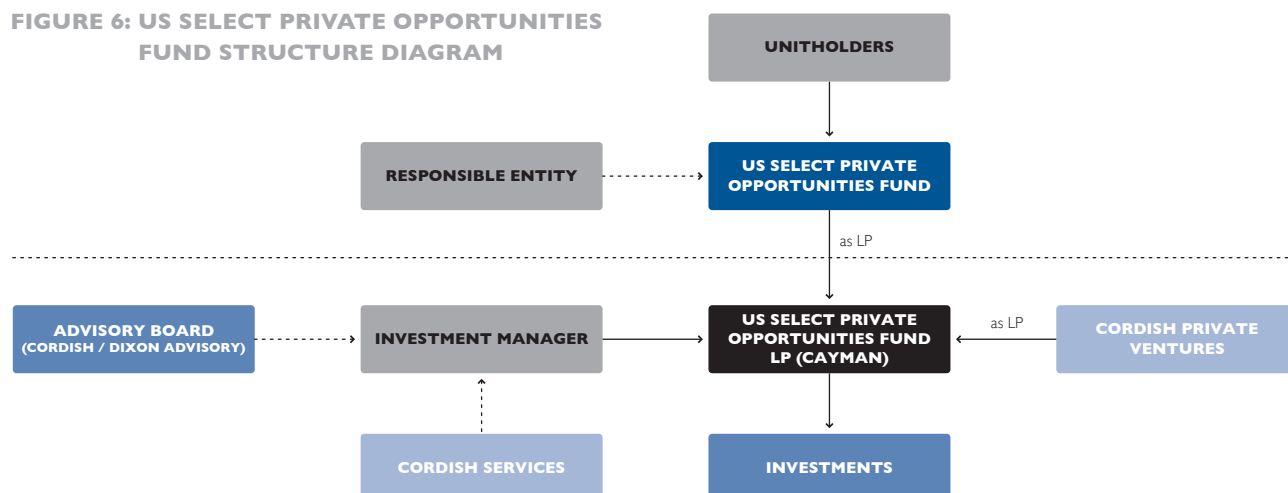 FIGURE 6: US SELECT PRIVATE OPPORTUNITIES
FUND STRUCTURE DIAGRAM
UNITHOLDERS
RESPONSIBLE ENTITY
US SELECT PRIVATE
OPPORTUNITIES FUND
as LP
ADVISORY BOARD
(CORDISH / DIXON ADVISORY)
INVESTMENT MANAGER
US SELECT PRIVATE
OPPORTUNITIES FUND
LP (CAYMAN)
as LP
CORDISH PRIVATE
VENTURES
CORDISH SERVICES
INVESTMENTS